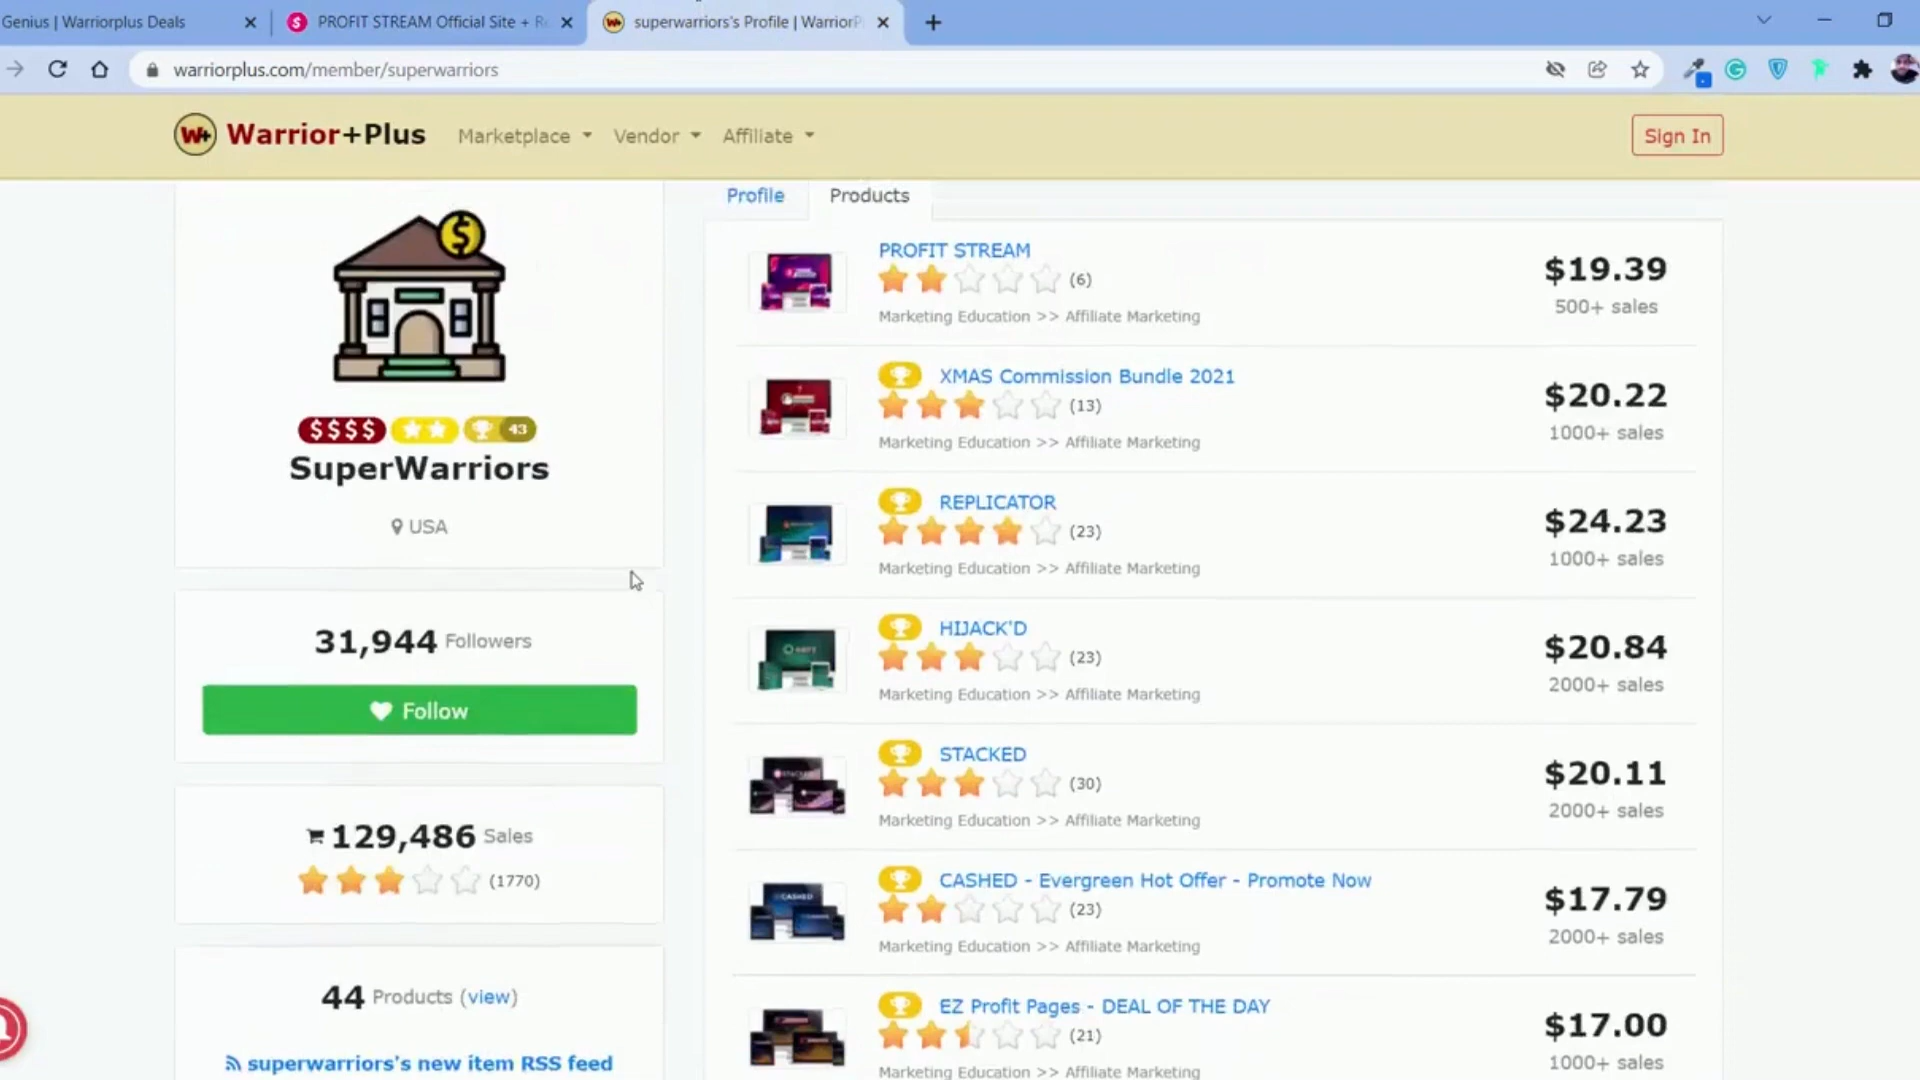 Genius | Warriorplus Deals
PROFIT STREAM Official Site + R
superwarriors's Profile | WarriorP
warriorplus.com/member/superwarriors
Warrior+Plus
Marketplace
Vendor
Affiliate
Sign In
$$$$
43
SuperWarriors
USA
31,944 Followers
Follow
129,486 Sales
(1770)
44 Products (view)
superwarriors's new item RSS feed
Profile
Products
PROFIT STREAM
(6)
Marketing Education >> Affiliate Marketing
$19.39
500+ sales
XMAS Commission Bundle 2021
(13)
Marketing Education >> Affiliate Marketing
$20.22
1000+ sales
REPLICATOR
(23)
Marketing Education >> Affiliate Marketing
$24.23
1000+ sales
HIJACK'D
(23)
Marketing Education >> Affiliate Marketing
$20.84
2000+ sales
STACKED
(30)
Marketing Education >> Affiliate Marketing
$20.11
2000+ sales
CASHED - Evergreen Hot Offer - Promote Now
(23)
Marketing Education >> Affiliate Marketing
$17.79
2000+ sales
EZ Profit Pages - DEAL OF THE DAY
(21)
Marketing Education >> Affiliate Marketing
$17.00
1000+ sales